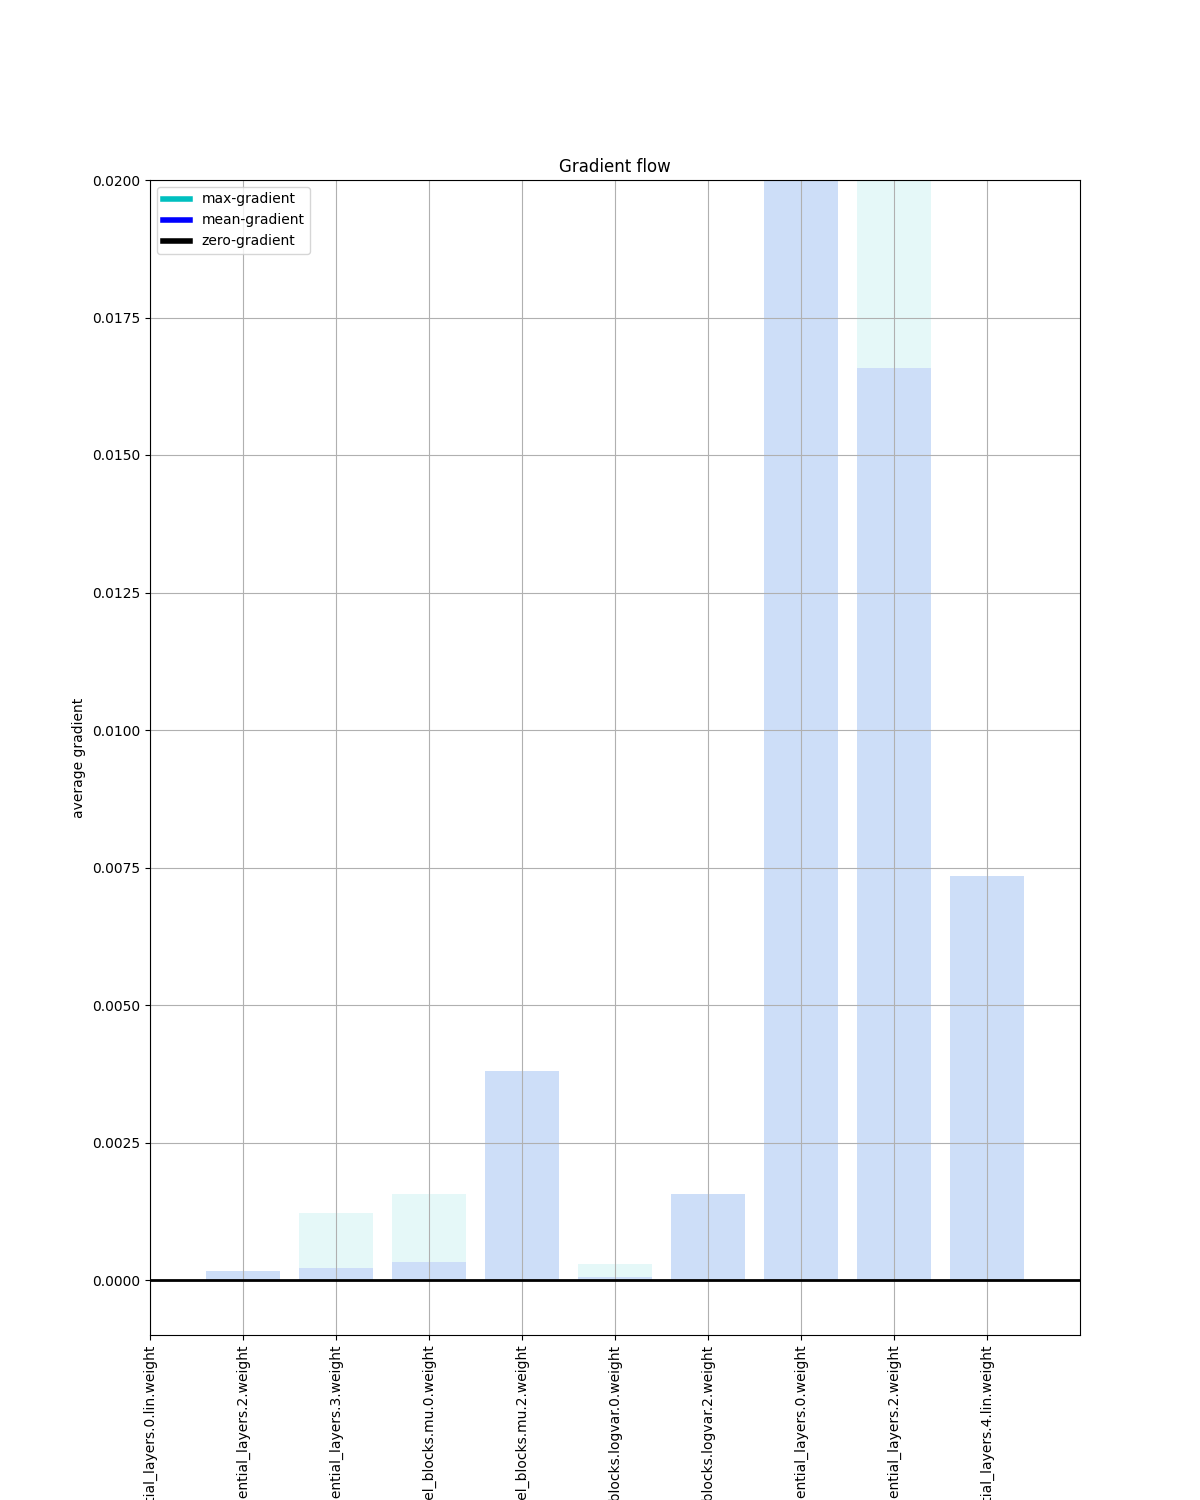 Gradient flow
max-gradient
mean-gradient
zero-gradient
0.0200
0.0175
0.0150
0.0125
0.0100
0.0075
0.0050
0.0025
0.0000
average gradient
tial_layers.0.lin.weight
ential_layers.2.weight
ential_layers.3.weight
el_blocks.mu.0.weight
el_blocks.mu.2.weight
blocks.logvar.0.weight
blocks.logvar.2.weight
ential_layers.0.weight
ential_layers.2.weight
tial_layers.4.lin.weight